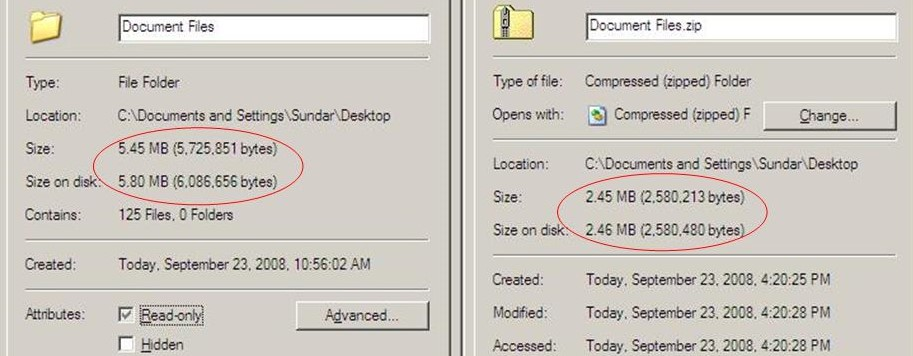 Document Files
Type: File Folder
Location: C:\Documents and Settings\Sundar\Desktop
Size: 5.45 MB (5,725,851 bytes)
Size on disk: 5.80 MB (6,086,656 bytes)
Contains: 125 Files, 0 Folders
Created: Today, September 23, 2008, 10:56:02 AM
Attributes: Read-only Advanced...
Hidden
Document Files.zip
Type of file: Compressed (zipped) Folder
Opens with: Compressed (zipped) F Change...
Location: C:\Documents and Settings\Sundar\Desktop
Size: 2.45 MB (2,580,213 bytes)
Size on disk: 2.46 MB (2,580,480 bytes)
Created: Today, September 23, 2008, 4:20:25 PM
Modified: Today, September 23, 2008, 4:20:28 PM
Accessed: Today, September 23, 2008, 4:20:28 PM